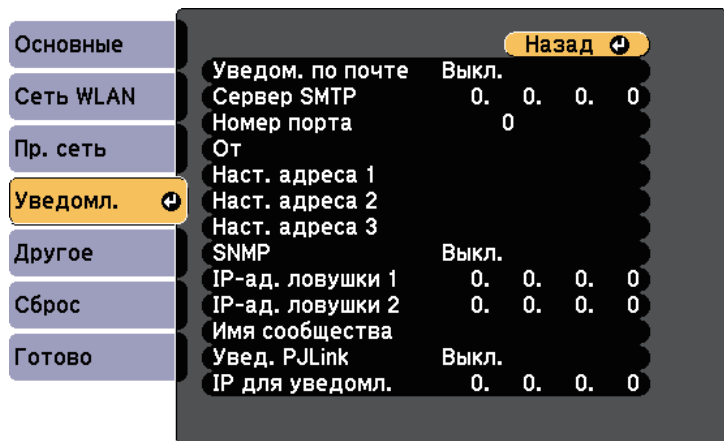 Основные
Сеть WLAN
Пр. сеть
Уведомл.
Другое
Сброс
Готово
Назад
Уведом. по почте Выкл.
Сервер SMTP 0. 0. 0. 0
Номер порта 0
От
Наст. адреса 1
Наст. адреса 2
Наст. адреса 3
SNMP Выкл.
IP-ад. ловушки 1 0. 0. 0. 0
IP-ад. ловушки 2 0. 0. 0. 0
Имя сообщества
Увед. PJLink Выкл.
IP для уведомл. 0. 0. 0. 0